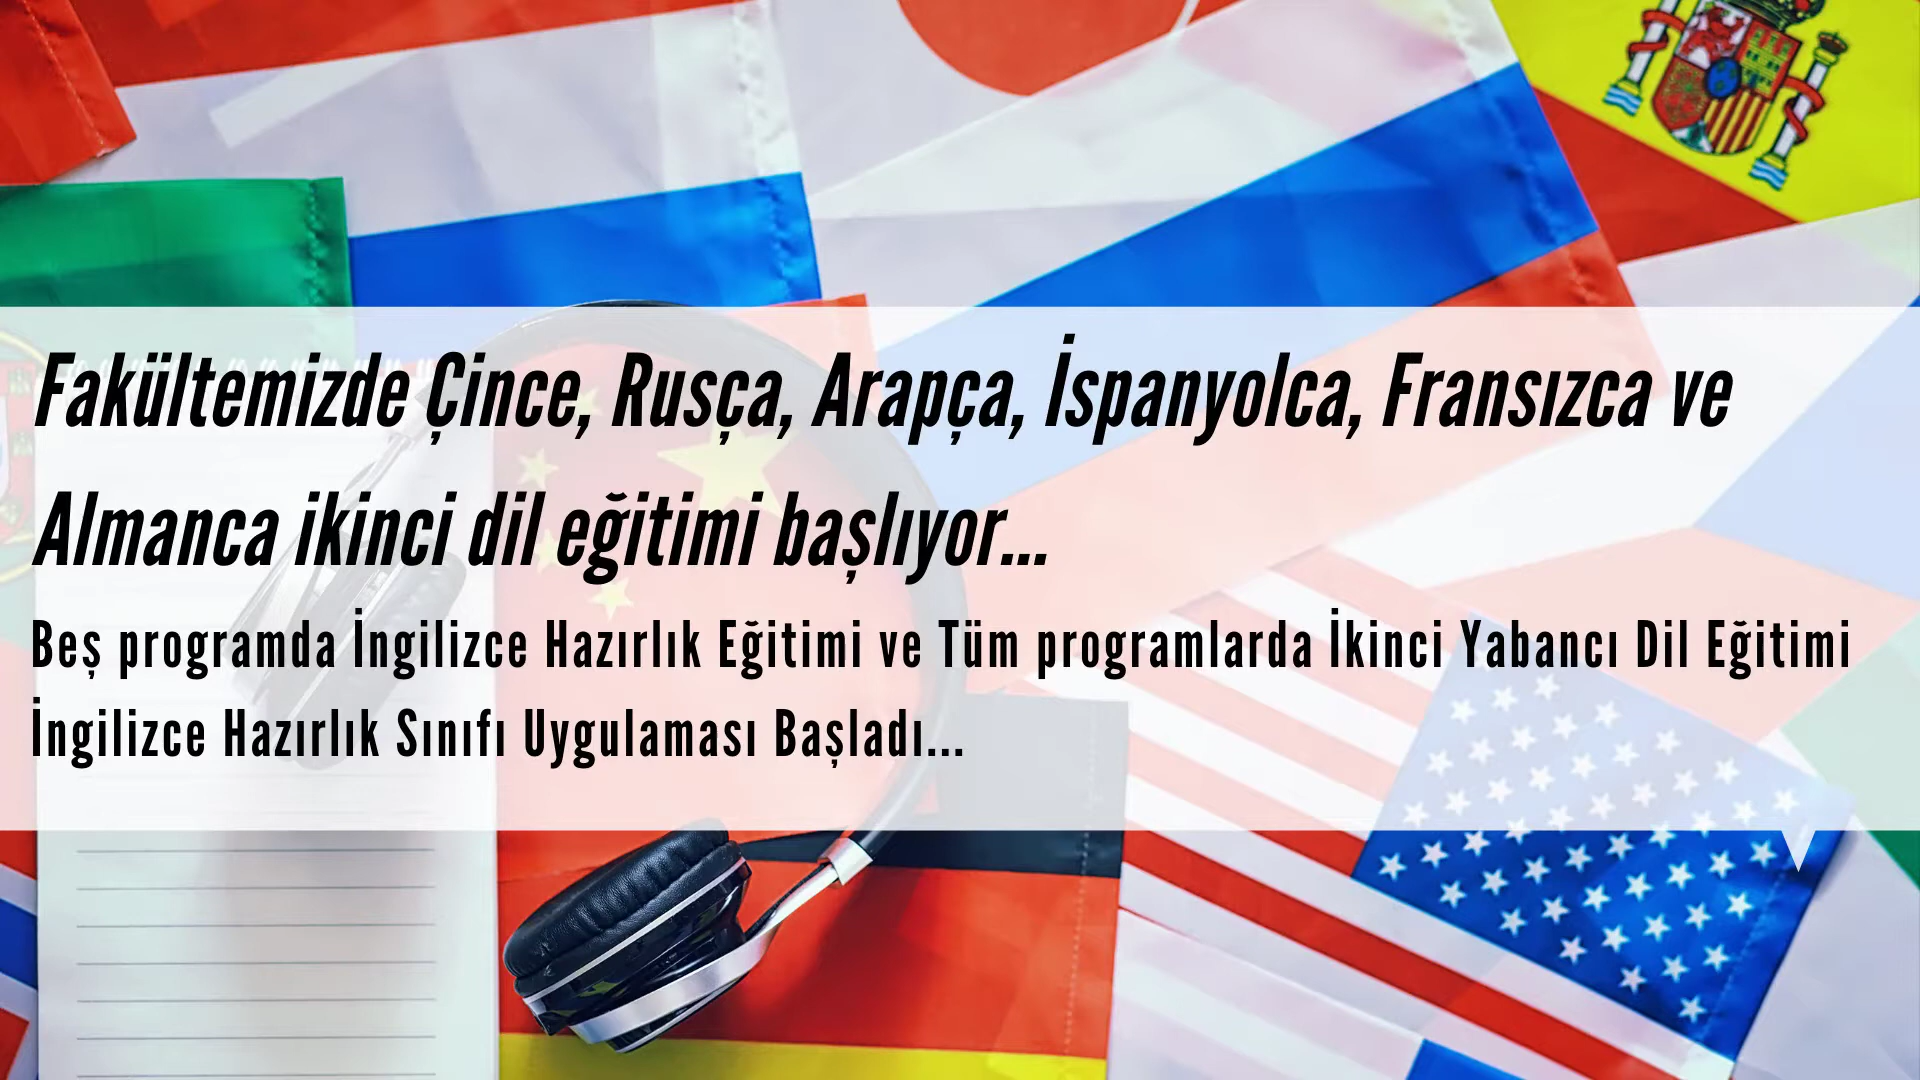 Fakültemizde Çince, Rusça, Arapça, İspanyolca, Fransızca ve
Almanca ikinci dil eğitimi başlıyor...
Beş programda İngilizce Hazırlık Eğitimi ve Tüm programlarda İkinci Yabancı Dil Eğitimi
İngilizce Hazırlık Sınıfı Uygulaması Başladı...